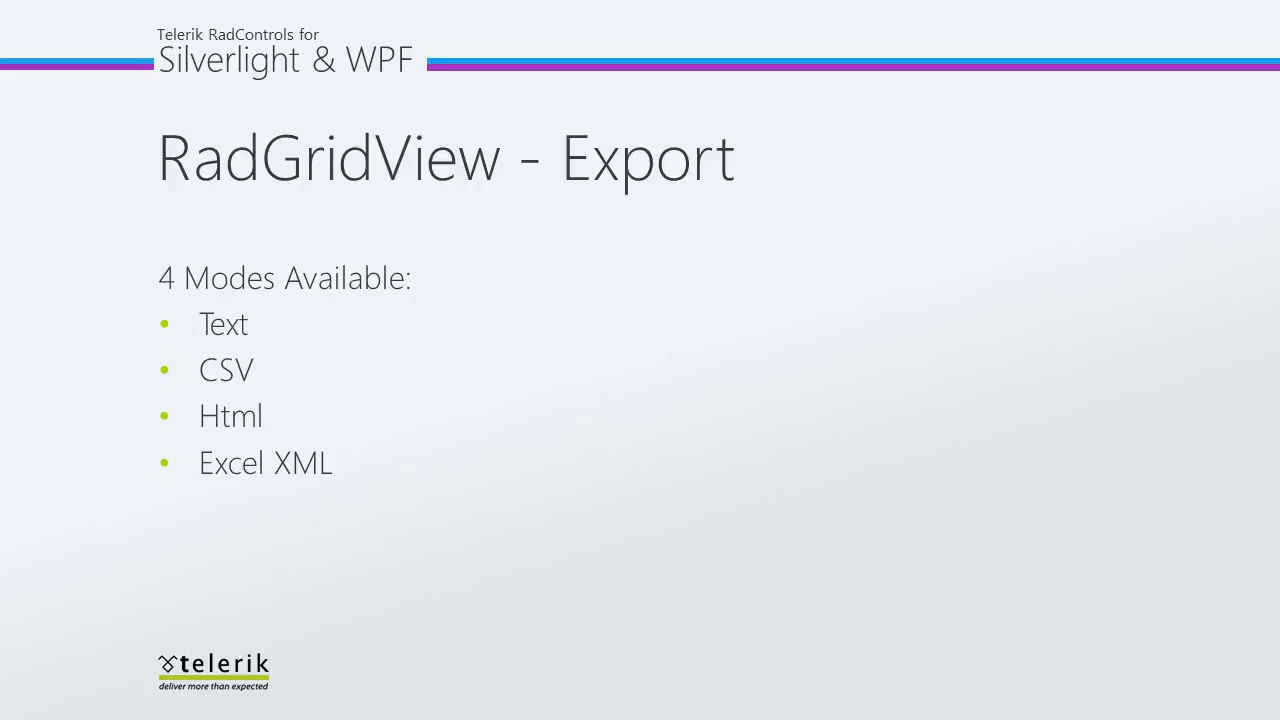 Telerik RadControls for
Silverlight & WPF
RadGridView - Export
4 Modes Available:
• Text
• CSV
• Html
• Excel XML
telerik
deliver more than expected